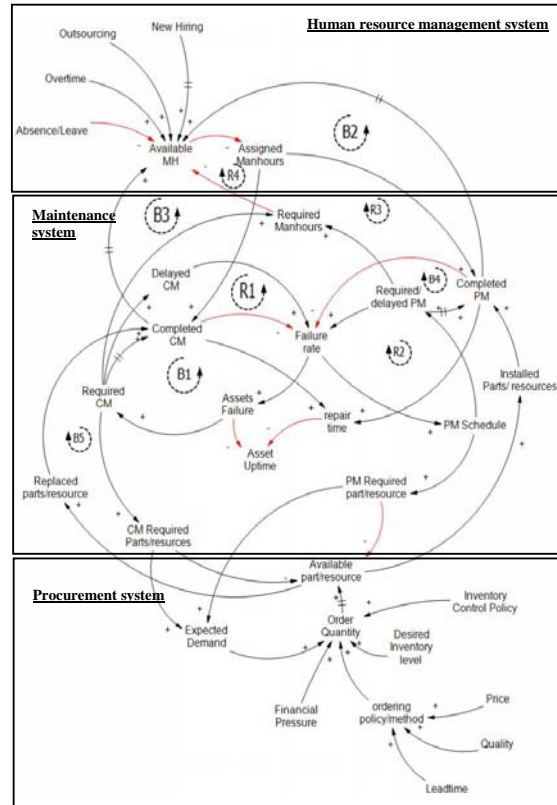 Human resource management system
Outsourcing
New Hiring
Overtime
Absence/Leave
Available
MH
Assigned
Manhours
B2
R4
B3
R3
Maintenance
system
Required
Manhours
Delayed
CM
R1
B4
Required/
delayed PM
Completed
PM
Completed
CM
Failure
rate
R2
B1
Required
CM
Assets
Failure
repair
time
Installed
Parts/ resources
PM Schedule
Asset
Uptime
B5
Replaced
parts/resource
PM Required
part/resource
CM Required
Parts/resurces
Procurement system
Available
part/resource
Expected
Demand
Order
Quantity
Inventory
Control Policy
Desired
Inventory
level
Financial
Pressure
ordering
policy/method
Price
Quality
Leadtime